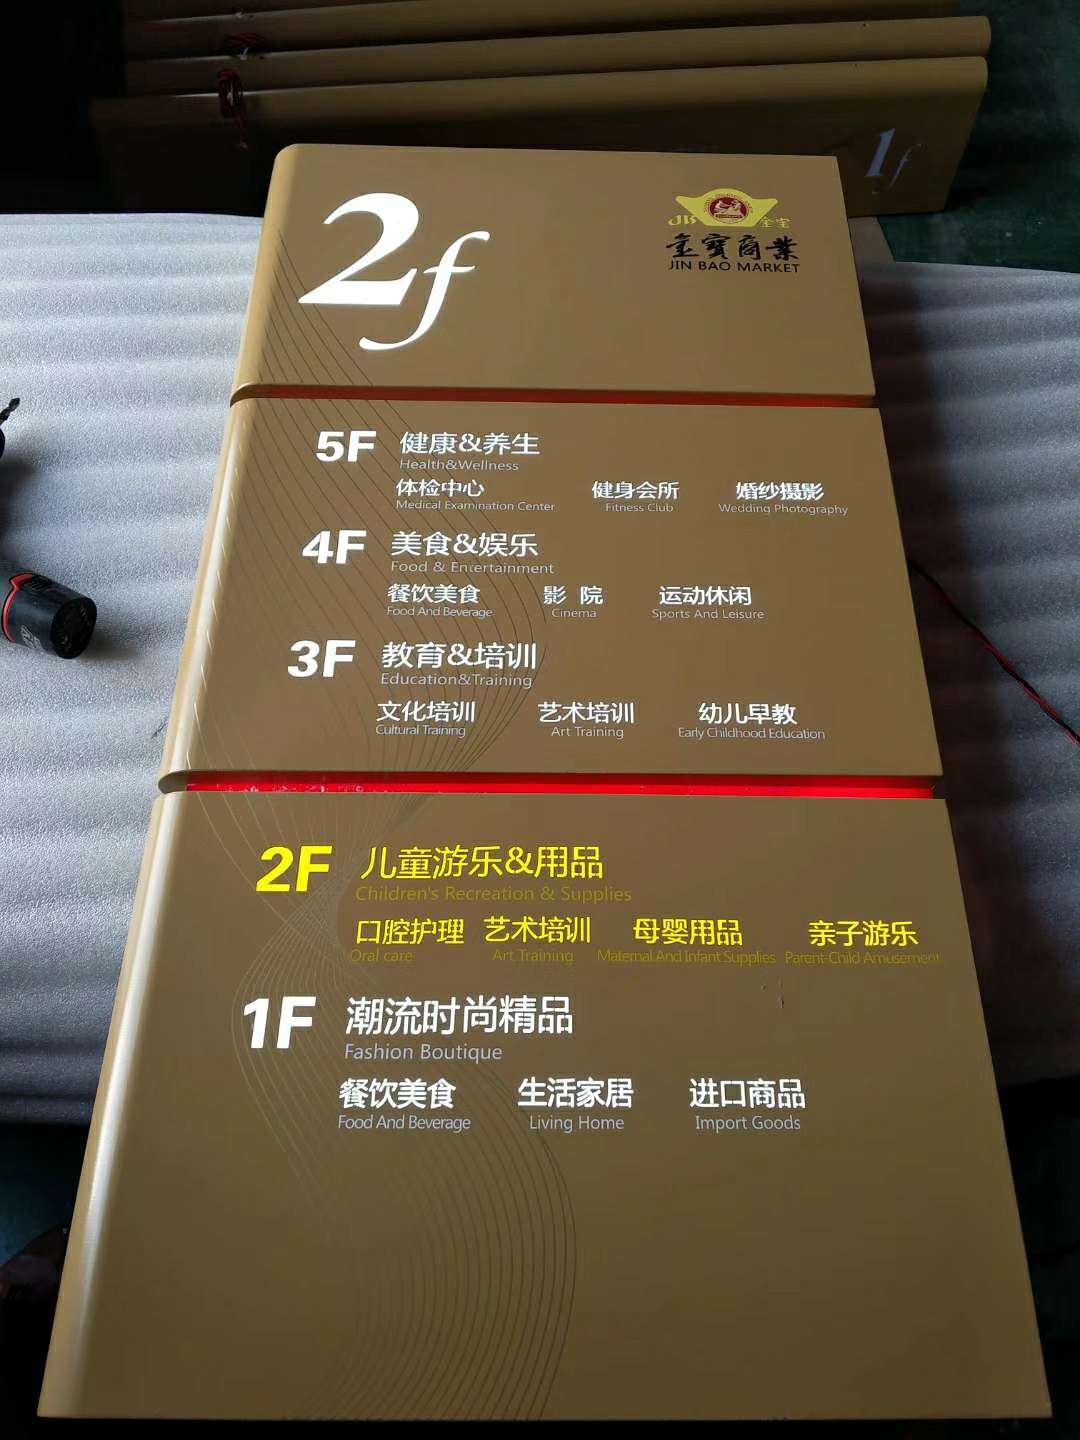 1f
2f
JB 金宝
金寶商業
JIN BAO MARKET
5F 健康&养生
Health&Wellness
体检中心 健身会所 婚纱摄影
Medical Examination Center Fitness Club Wedding Photography
4F 美食&娱乐
Food & Entertainment
餐饮美食 影 院 运动休闲
Food And Beverage Cinema Sports And Leisure
3F 教育&培训
Education&Training
文化培训 艺术培训 幼儿早教
Cultural Training Art Training Early Childhood Education
2F 儿童游乐&用品
Children's Recreation & Supplies
口腔护理 艺术培训 母婴用品 亲子游乐
Oral care Art Training Maternal And Infant Supplies Parent-Child Amusement
1F 潮流时尚精品
Fashion Boutique
餐饮美食 生活家居 进口商品
Food And Beverage Living Home Import Goods